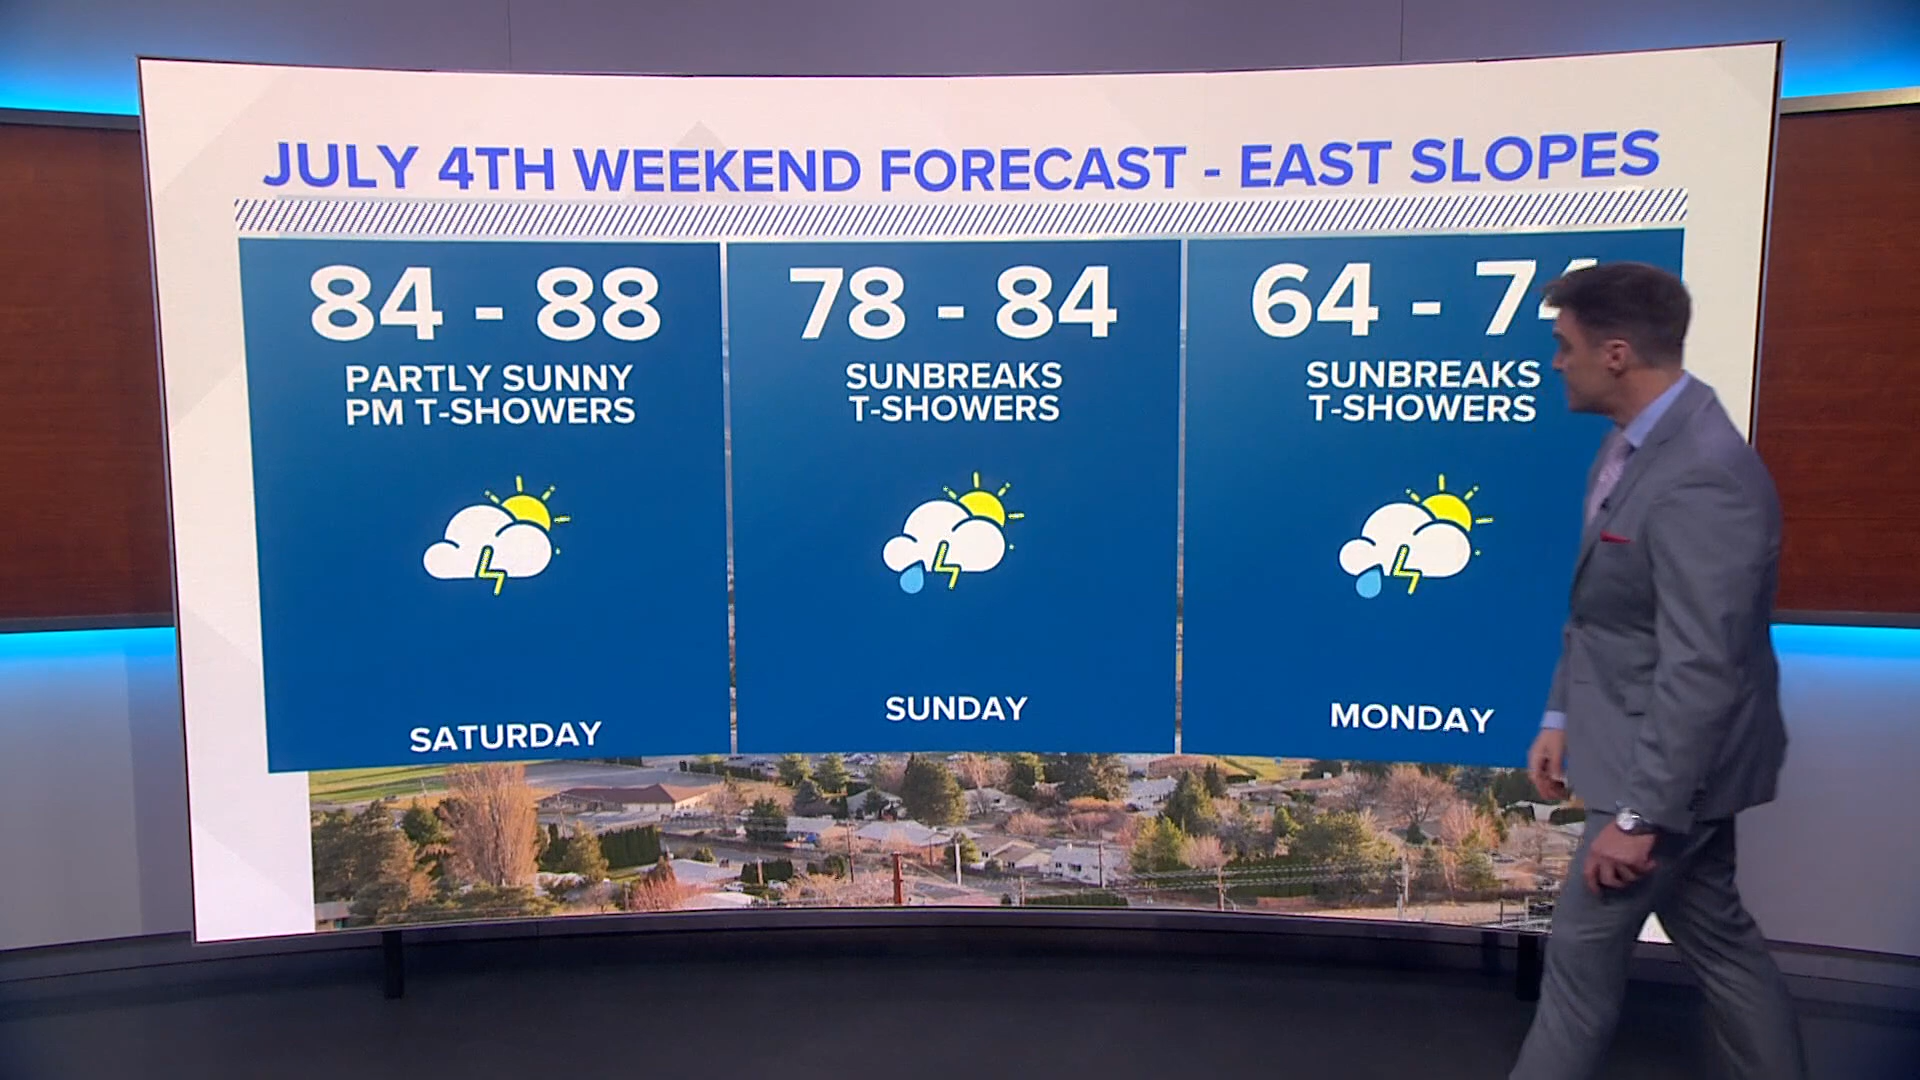 JULY 4TH WEEKEND FORECAST - EAST SLOPES
84 - 88
PARTLY SUNNY
PM T-SHOWERS
SATURDAY
78 - 84
SUNBREAKS
T-SHOWERS
SUNDAY
64 - 74
SUNBREAKS
T-SHOWERS
MONDAY